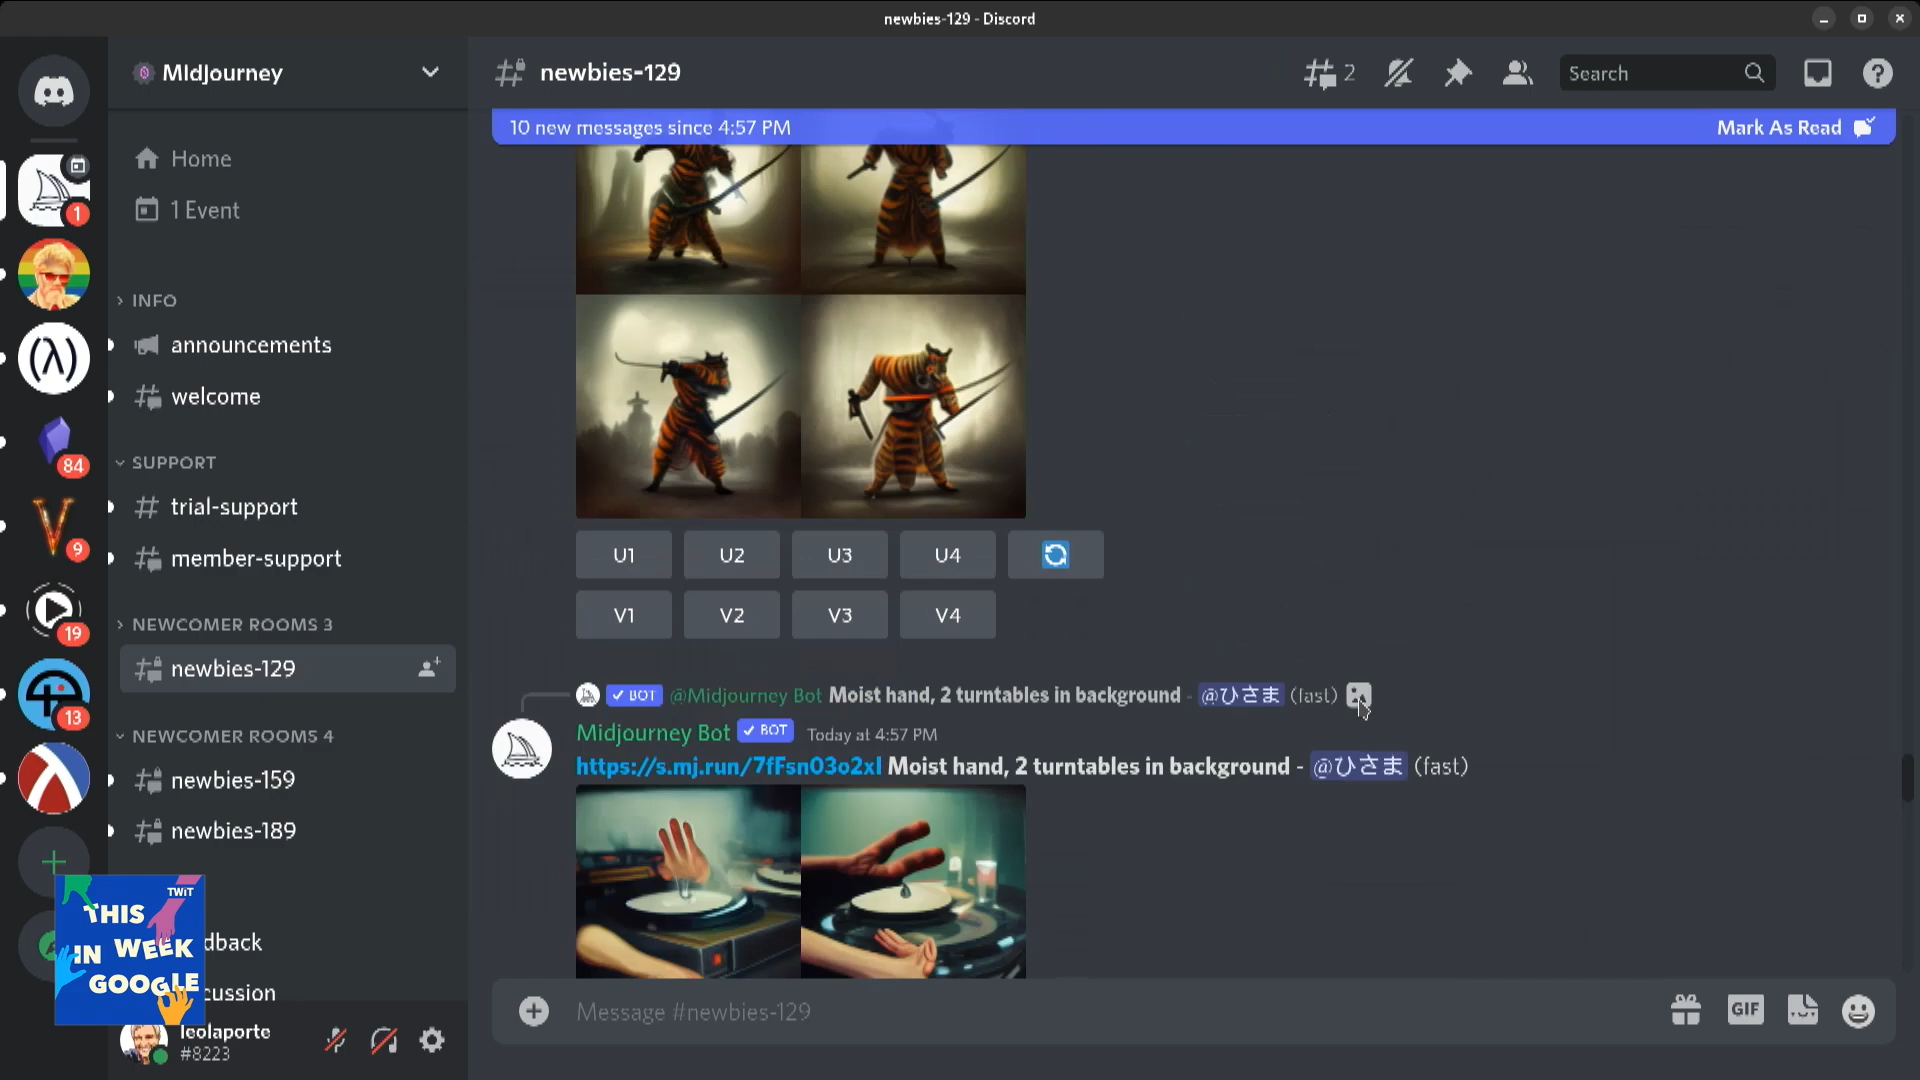 newbies-129 - Discord
MIdJourney
newbies-129
2
Search
10 new messages since 4:57 PM
Mark As Read
1
Home
1 Event
INFO
announcements
welcome
SUPPORT
trial-support
member-support
NEWCOMER ROOMS 3
newbies-129
NEWCOMER ROOMS 4
newbies-159
newbies-189
dback
cussion
(λ)
84
V
9
19
13
TWiT
THIS
IN WEEK
GOOGLE
leolaporte
#8223
U1 U2 U3 U4
V1 V2 V3 V4
BOT @Midjourney Bot Moist hand, 2 turntables in background - @ひさま (fast)
Midjourney Bot BOT Today at 4:57 PM
https://s.mj.run/7fFsnO3o2xI Moist hand, 2 turntables in background - @ひさま (fast)
Message #newbies-129
GIF